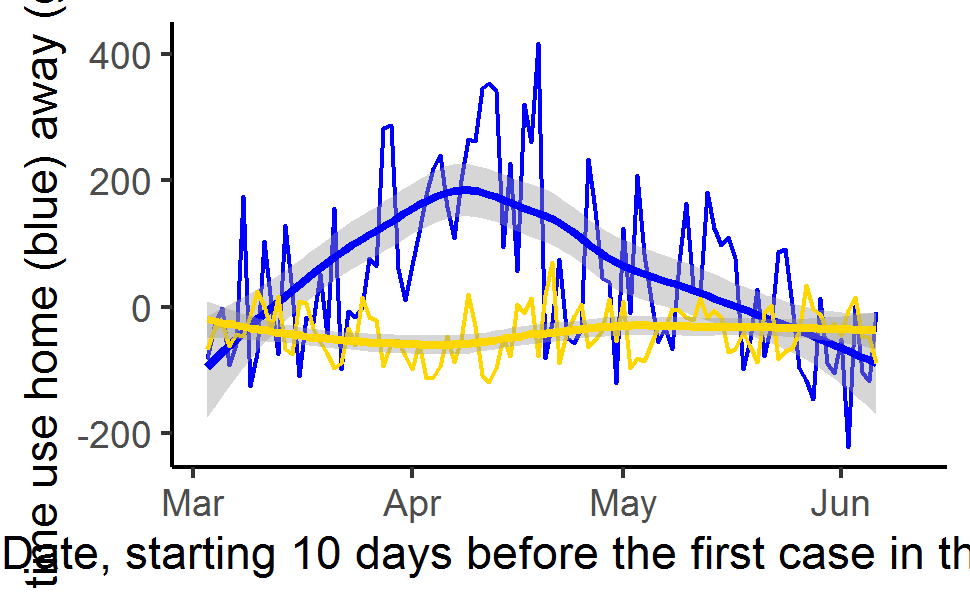 time use home (blue) away (
400
200
0
-200
Mar Apr May Jun
Date, starting 10 days before the first case in th